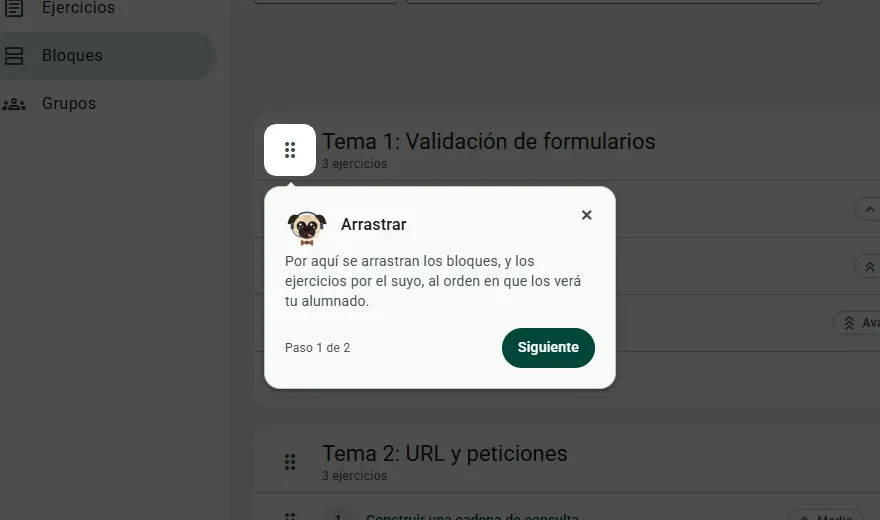 Ejercicios
Bloques
Grupos
Tema 1: Validación de formularios
3 ejercicios
Arrastrar
Por aquí se arrastran los bloques, y los
ejercicios por el suyo, al orden en que los verá
tu alumnado.
Paso 1 de 2
Siguiente
Tema 2: URL y peticiones
3 ejercicios
1 Construir una cadena de consulta
Medio